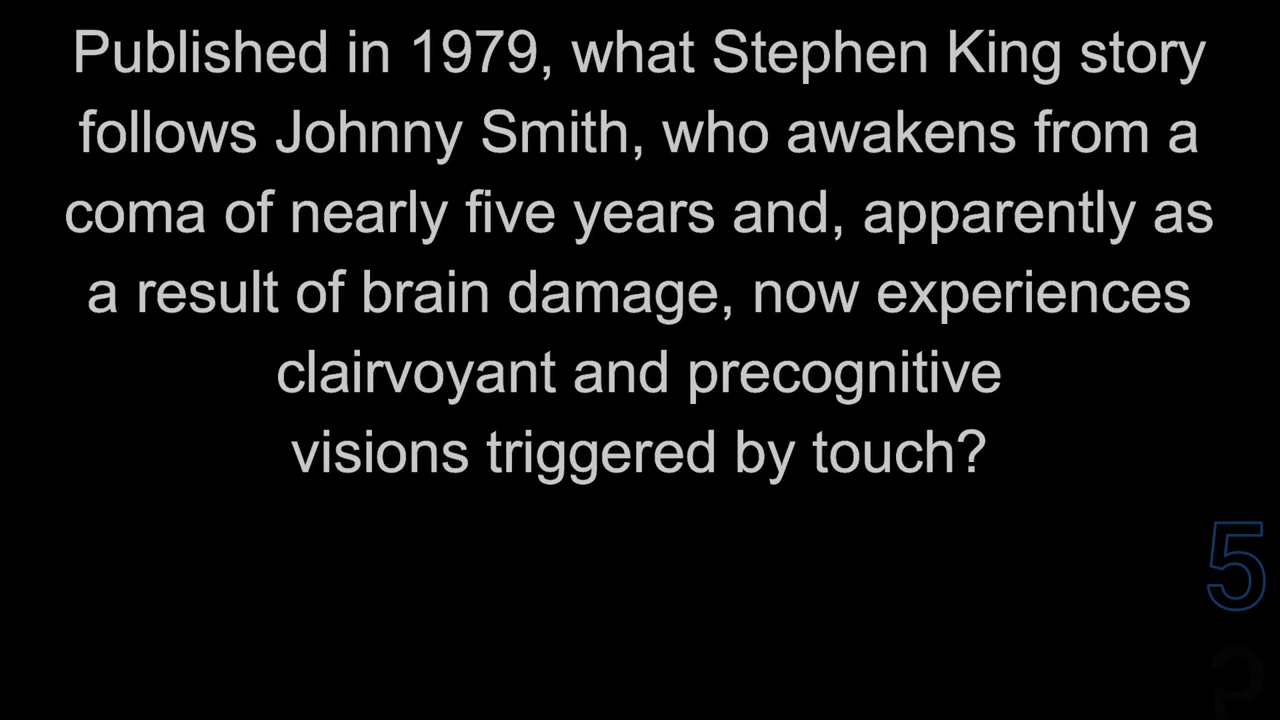 Published in 1979, what Stephen King story
follows Johnny Smith, who awakens from a
coma of nearly five years and, apparently as
a result of brain damage, now experiences
clairvoyant and precognitive
visions triggered by touch?
5